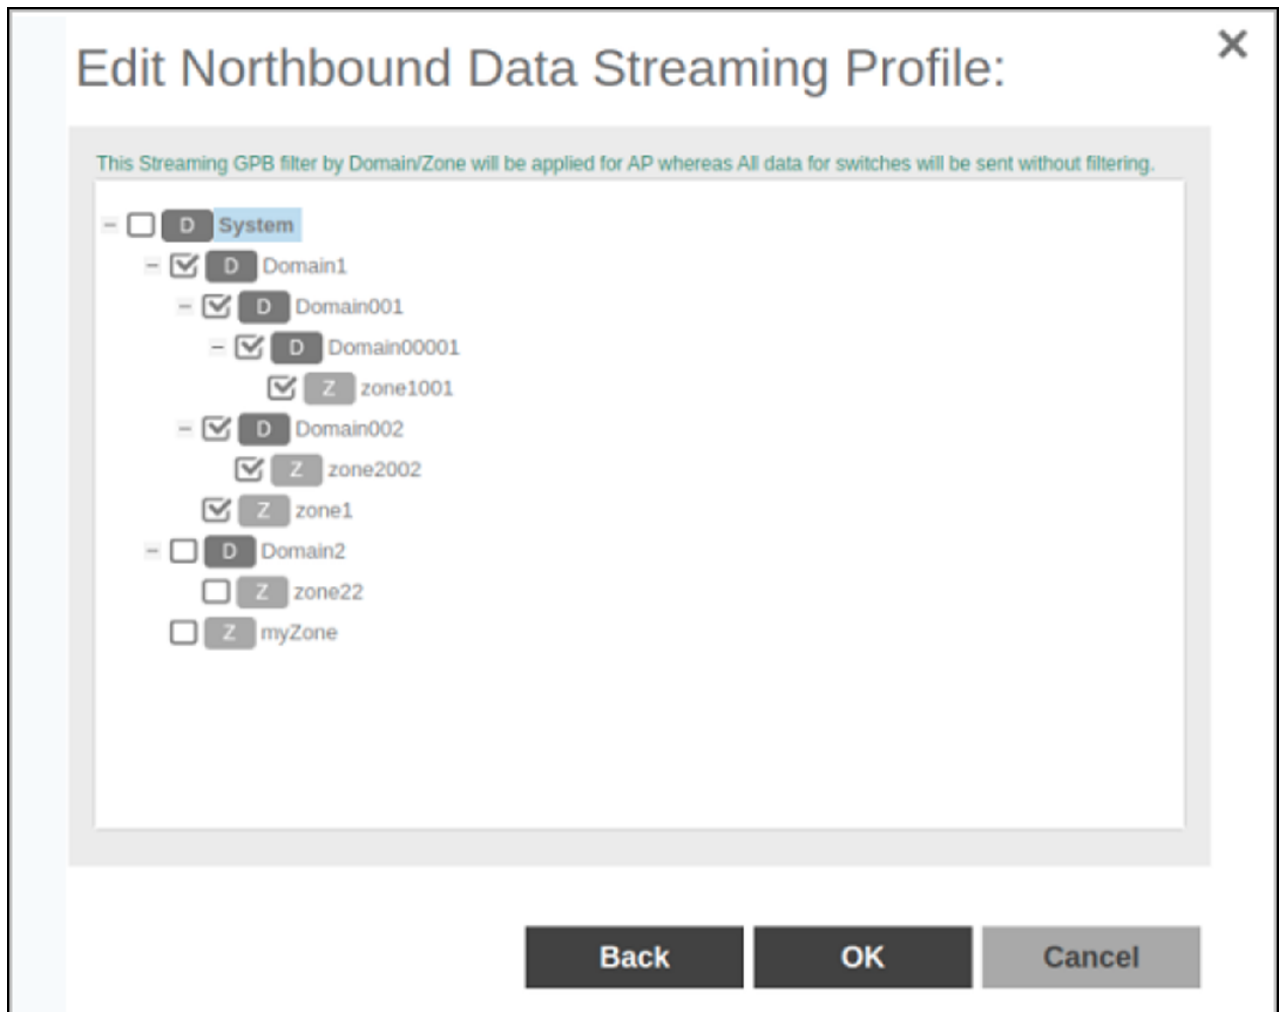 Edit Northbound Data Streaming Profile:
This Streaming GPB filter by Domain/Zone will be applied for AP whereas All data for switches will be sent without filtering.
D System
D Domain1
D Domain001
D Domain00001
Z zone1001
D Domain002
Z zone2002
Z zone1
D Domain2
Z zone22
Z myZone
Back OK Cancel